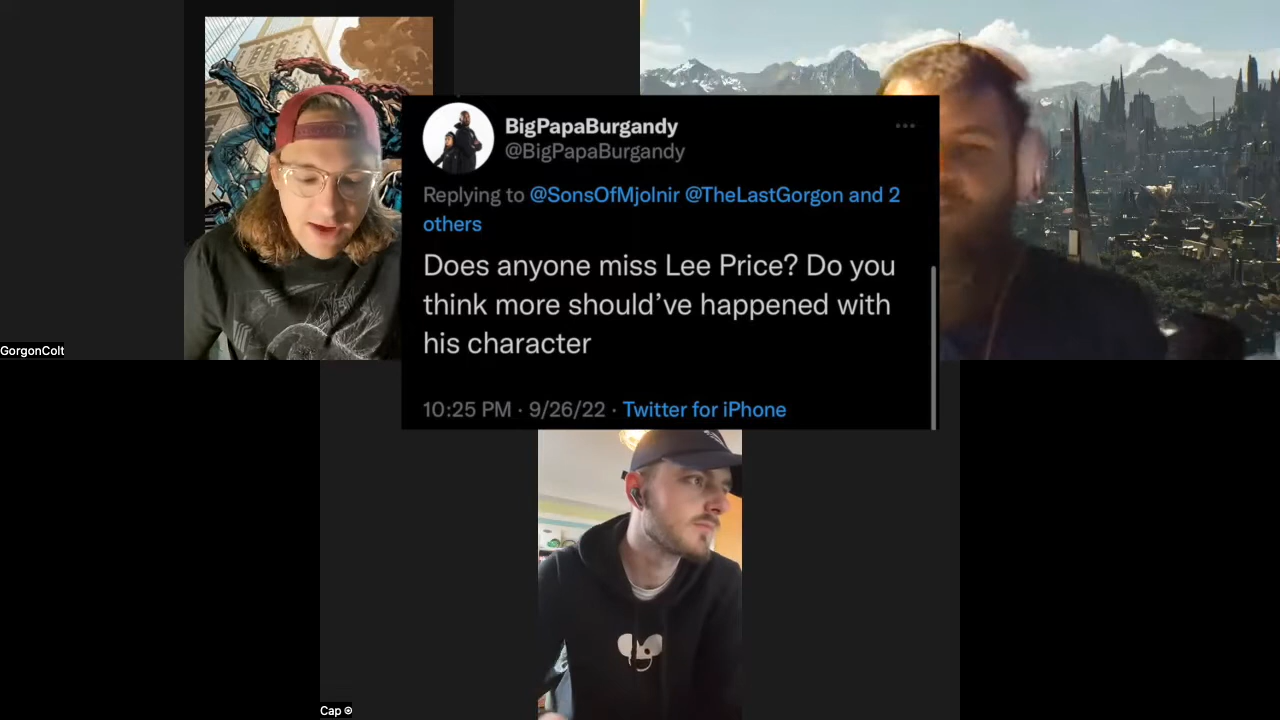 BigPapaBurgandy
@BigPapaBurgandy
Replying to @SonsOfMjolnir @TheLastGorgon and 2
others
Does anyone miss Lee Price? Do you
think more should’ve happened with
his character
10:25 PM · 9/26/22 · Twitter for iPhone
GorgonColt
Cap